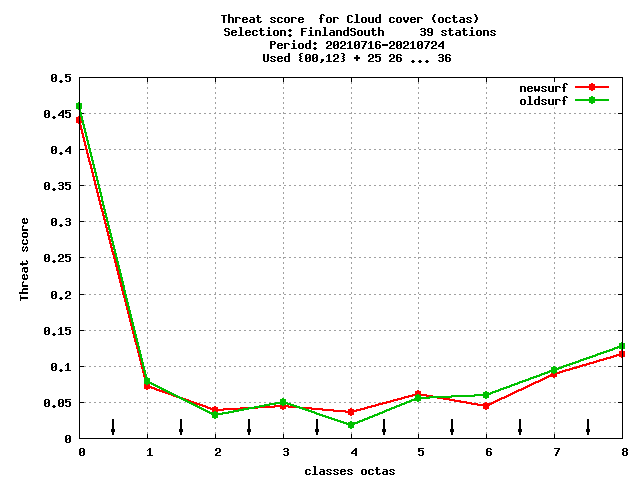 Threat score  for Cloud cover (octas)
Selection: FinlandSouth     39 stations
Period: 20210716-20210724
Used {00,12} + 25 26 ... 36
newsurf
oldsurf
0.5
0.45
0.4
0.35
0.3
0.25
0.2
0.15
0.1
0.05
0
Threat score
0 1 2 3 4 5 6 7 8
classes octas